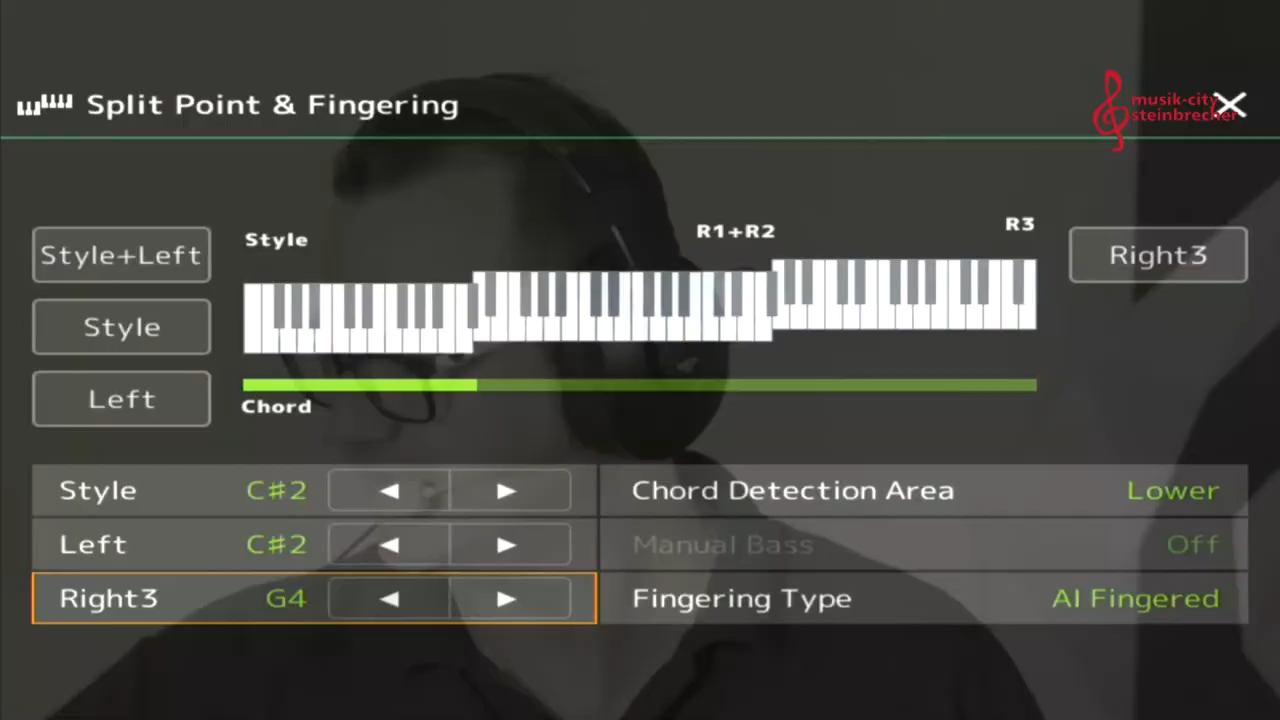 Split Point & Fingering
musik-city
steinbrecher
Style+Left
Style
Left
Style
R1+R2
R3
Right3
Chord
Style C#2
Left C#2
Right3 G4
Chord Detection Area Lower
Manual Bass Off
Fingering Type AI Fingered